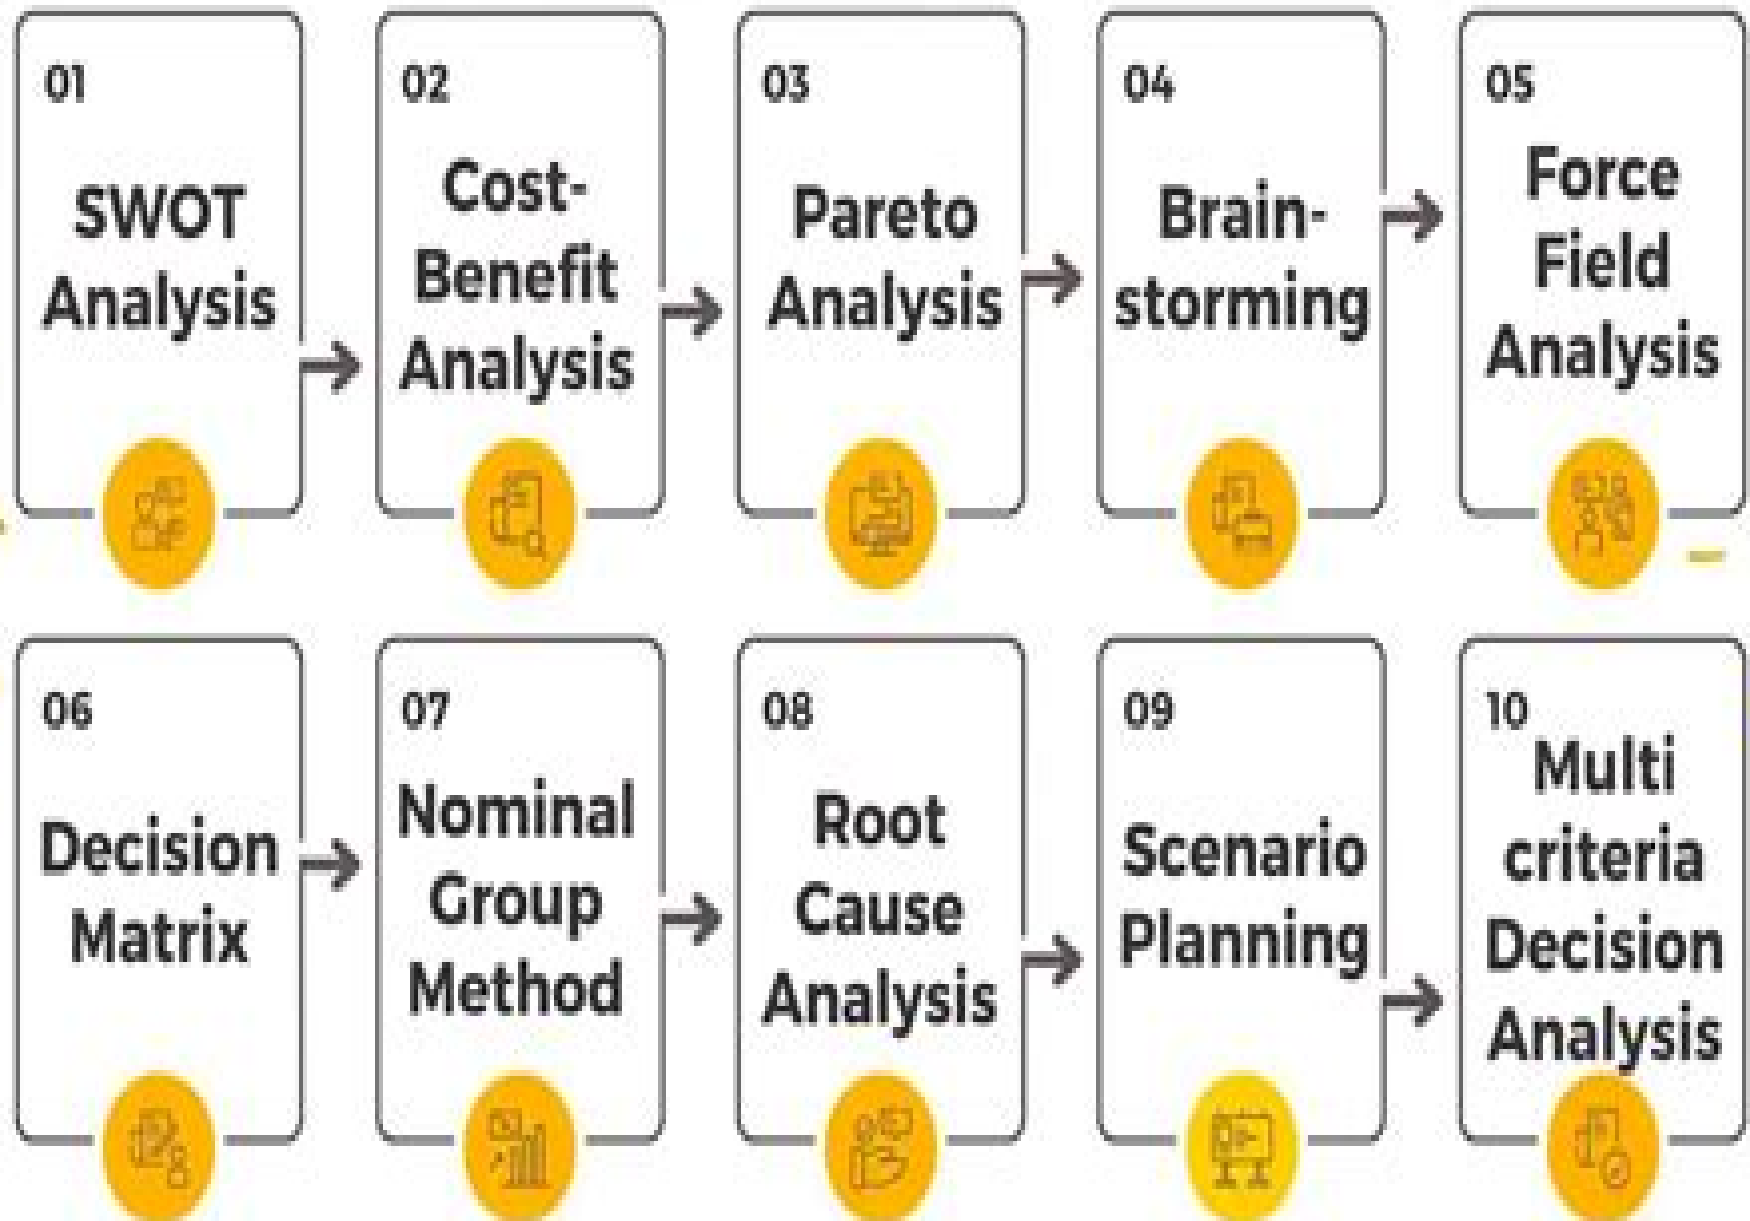 01
SWOT
Analysis
02
Cost-
Benefit
Analysis
03
Pareto
Analysis
04
Brain-
storming
05
Force
Field
Analysis
06
Decision
Matrix
07
Nominal
Group
Method
08
Root
Cause
Analysis
09
Scenario
Planning
10
Multi
criteria
Decision
Analysis